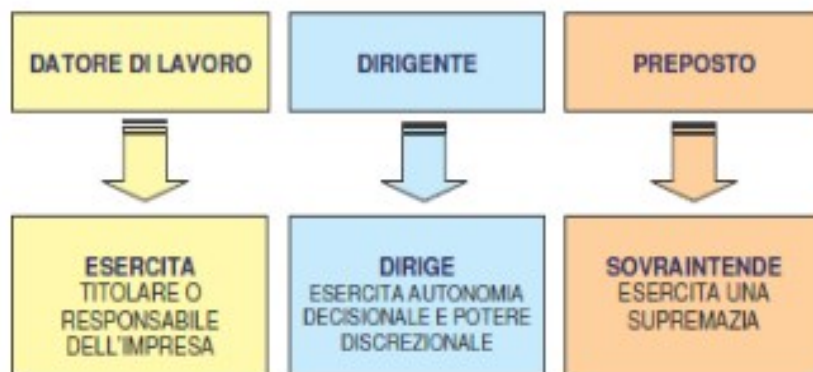 DATORE DI LAVORO
DIRIGENTE
PREPOSTO
ESERCITA
TITOLARE O
RESPONSABILE
DELL'IMPRESA
DIRIGE
ESERCITA AUTONOMIA
DECISIONALE E POTERE
DISCREZIONALE
SOVRAINTENDE
ESERCITA UNA
SUPREMAZIA